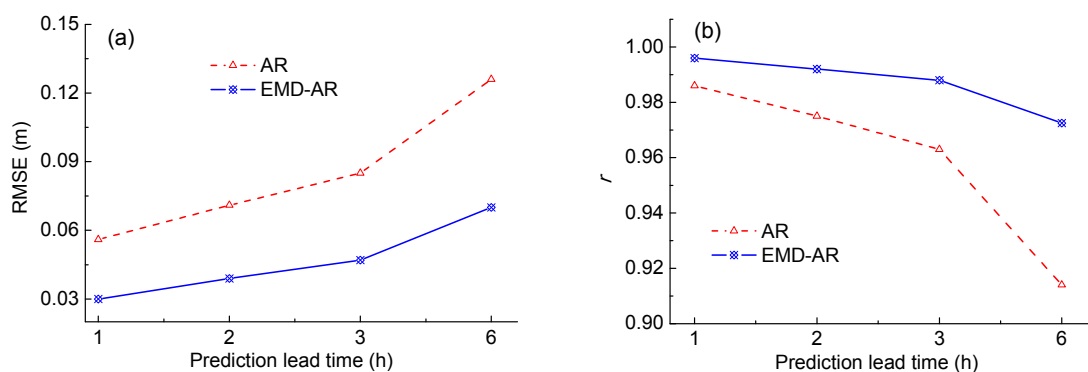 (a)
AR
EMD-AR
RMSE (m)
0.15
0.12
0.09
0.06
0.03
1 2 3 6
Prediction lead time (h)
(b)
AR
EMD-AR
r
1.00
0.98
0.96
0.94
0.92
0.90
1 2 3 6
Prediction lead time (h)